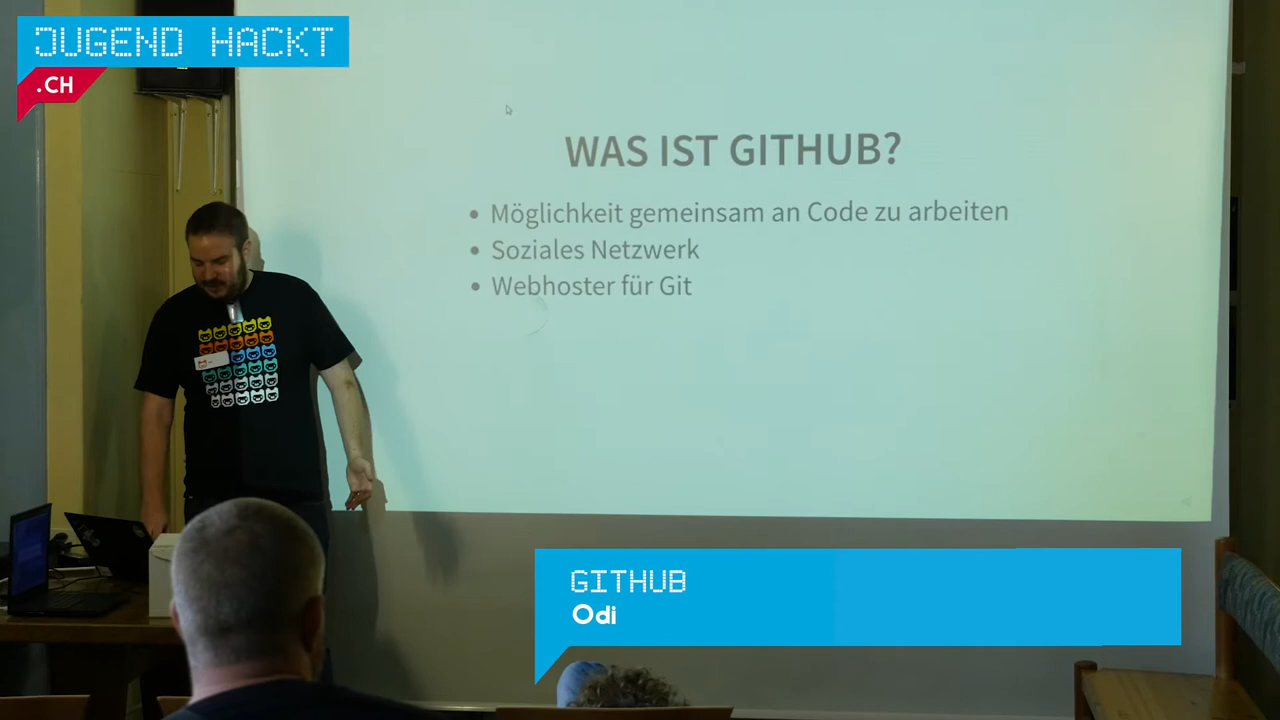 JUGEND HACKT
.CH
WAS IST GITHUB?
• Möglichkeit gemeinsam an Code zu arbeiten
• Soziales Netzwerk
• Webhoster für Git
GITHUB
Odi